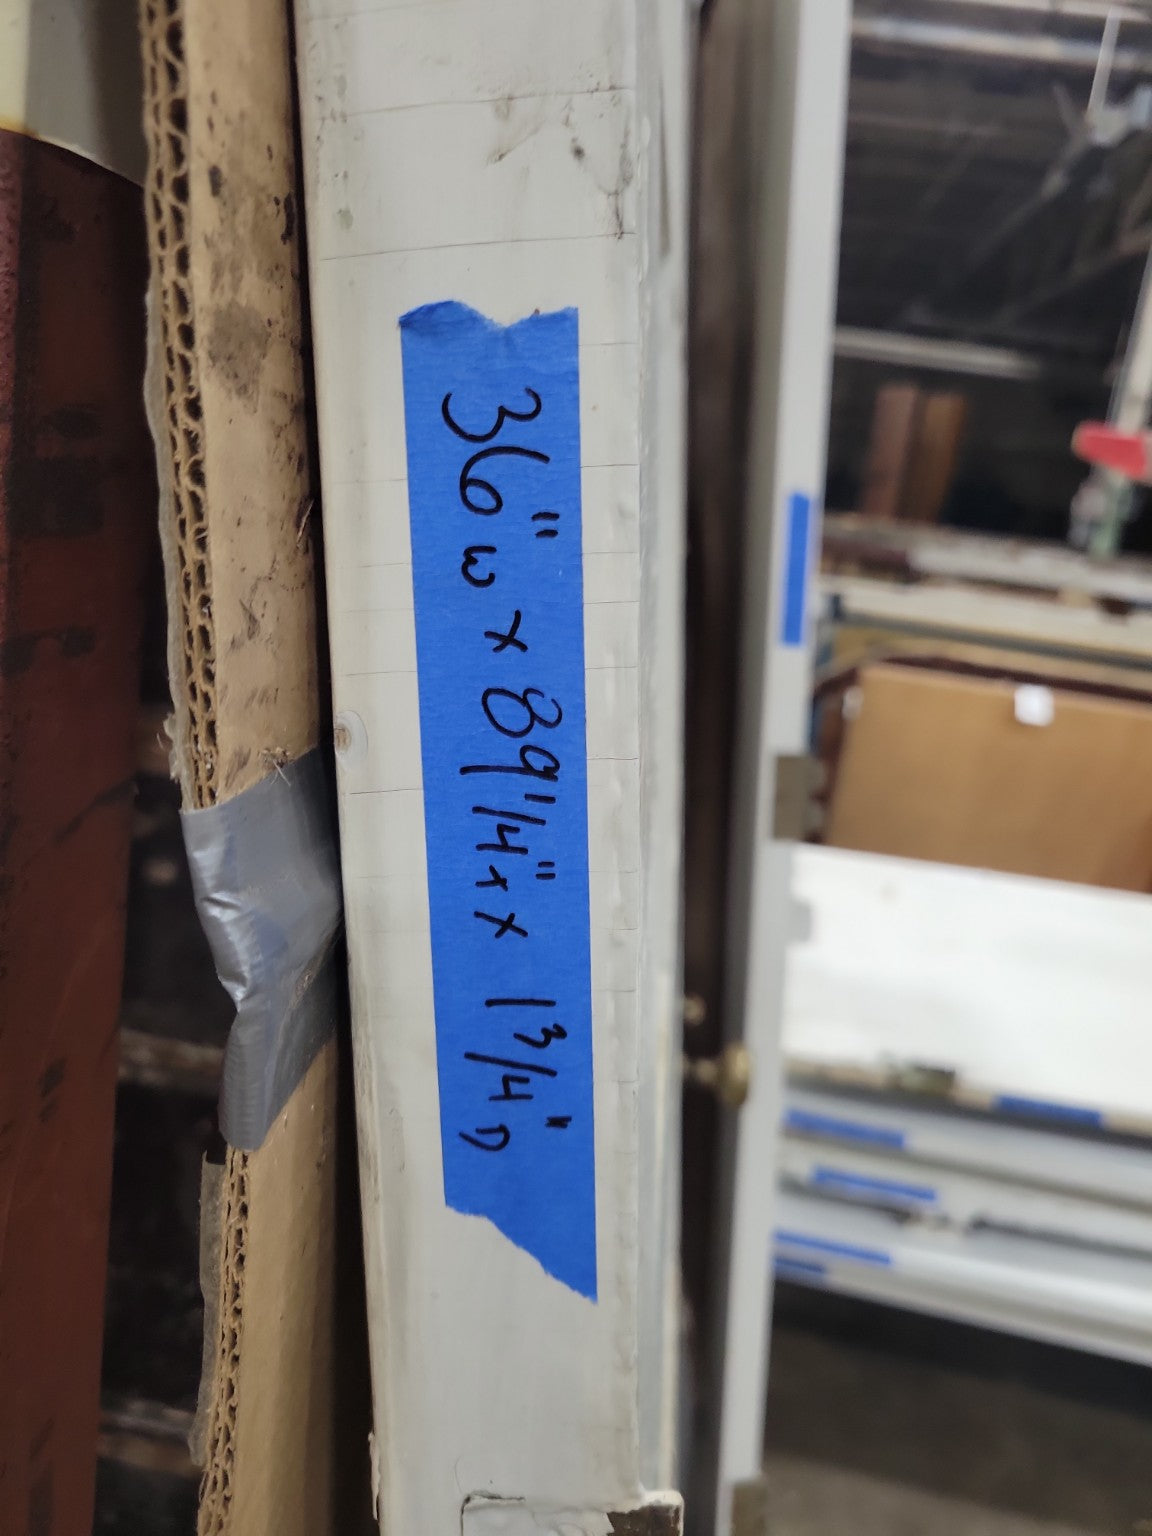 36" w x 89 1/4" x x 1 3/4" D